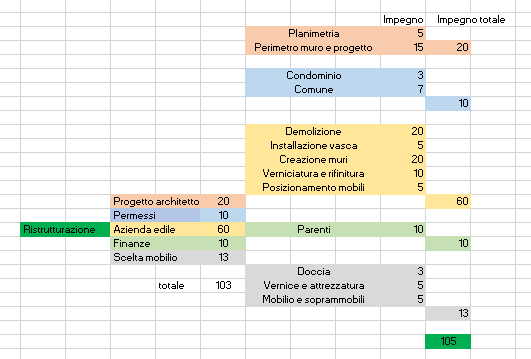 Impegno Impegno totale
Planimetria 5
Perimetro muro e progetto 15 20
Condominio 3
Comune 7
10
Demolizione 20
Installazione vasca 5
Creazione muri 20
Verniciatura e rifinitura 10
Posizionamento mobili 5
Progetto architetto 20 60
Permessi 10
Ristrutturazione Azienda edile 60 Parenti 10
Finanze 10 10
Scelta mobilio 13
Doccia 3
totale 103 Vernice e attrezzatura 5
Mobilio e soprammobili 5
13
105